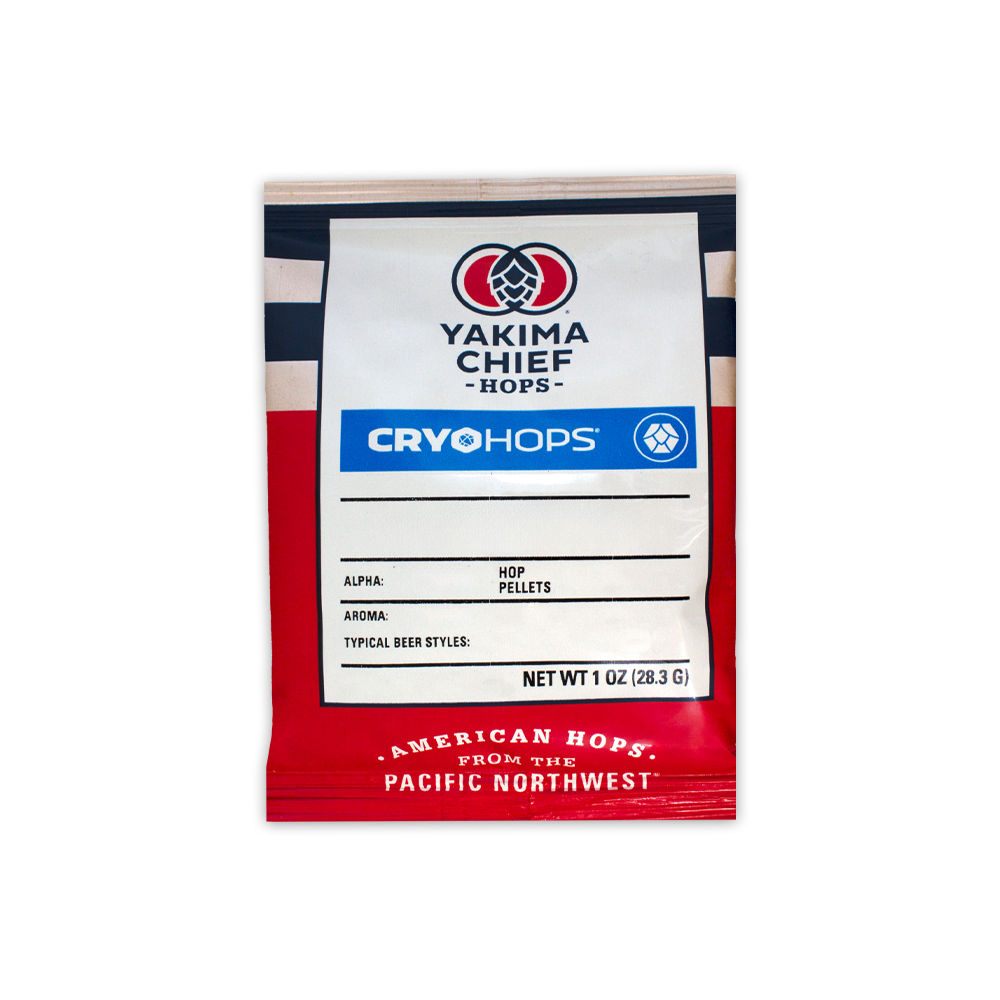 YAKIMA
CHIEF
-HOPS-
CRYOHOPS®
ALPHA:
HOP
PELLETS
AROMA:
TYPICAL BEER STYLES:
NET WT 1 OZ (28.3 G)
·AMERICAN HOPS·
FROM THE
PACIFIC NORTHWEST™